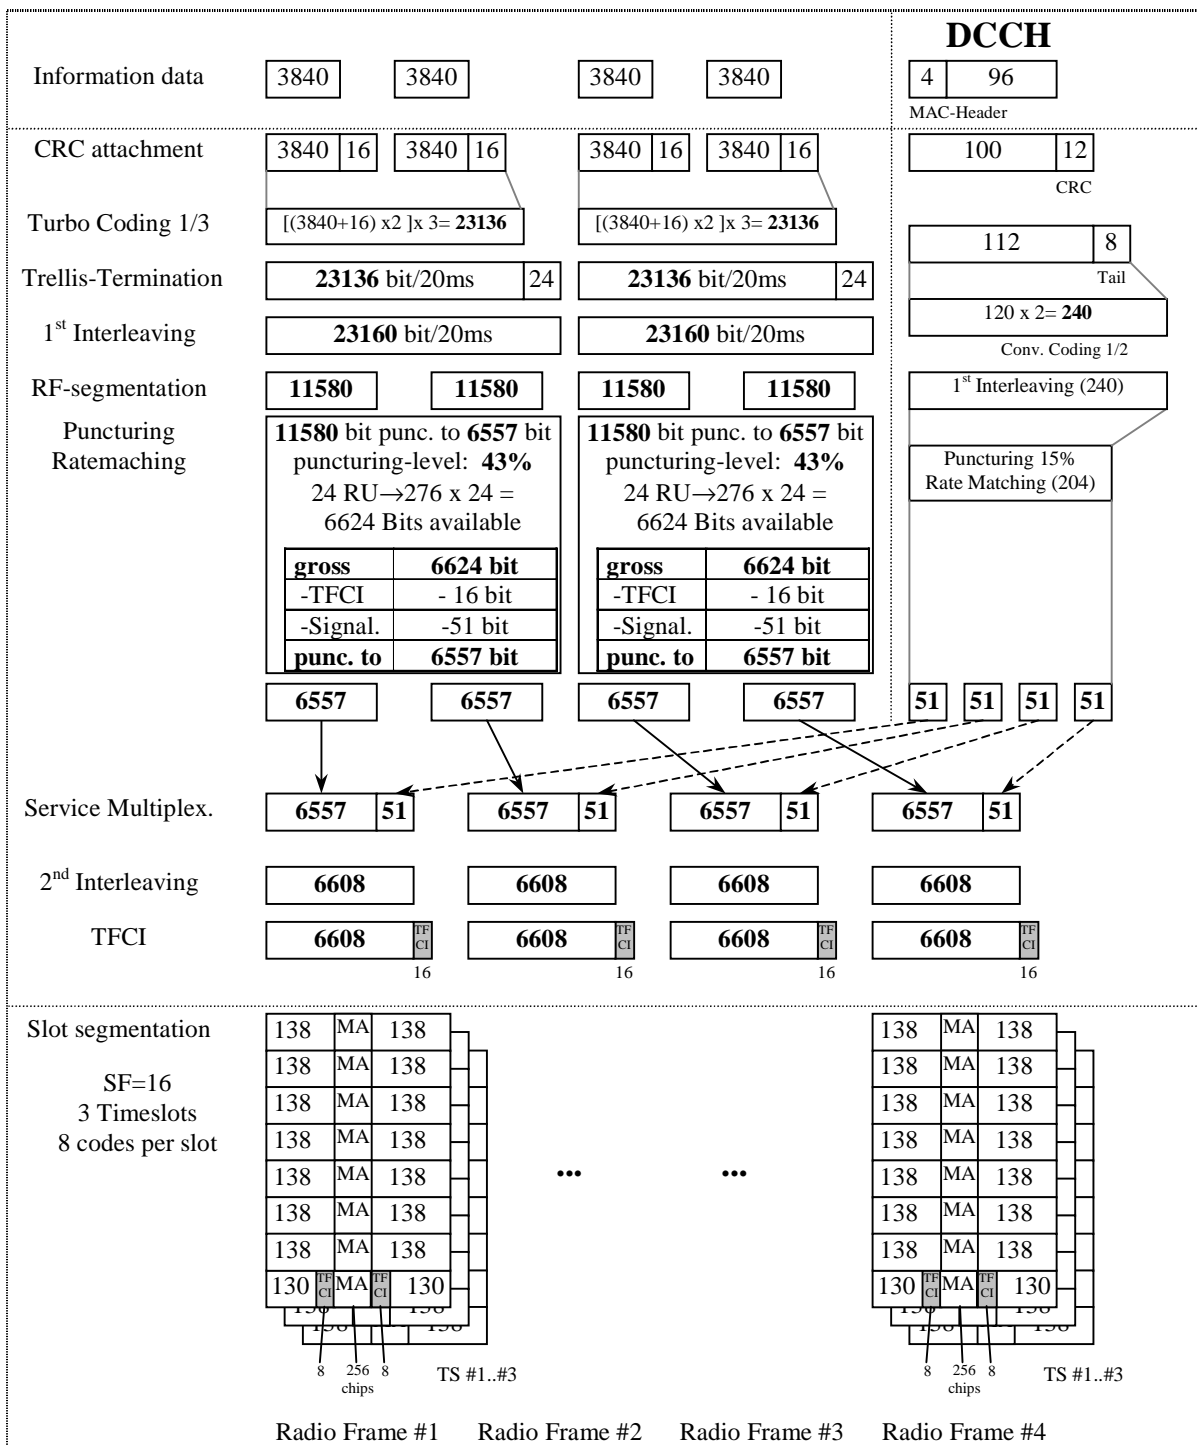 DCCH
Information data 3840 3840 3840 3840 4 96
MAC-Header
CRC attachment 3840 16 3840 16 3840 16 3840 16 100 12
CRC
Turbo Coding 1/3 [(3840+16) x2 ]x 3= 23136 [(3840+16) x2 ]x 3= 23136
112 8
Tail
Trellis-Termination 23136 bit/20ms 24 23136 bit/20ms 24
120 x 2= 240
Conv. Coding 1/2
1st Interleaving 23160 bit/20ms 23160 bit/20ms
RF-segmentation 11580 11580 11580 11580 1st Interleaving (240)
Puncturing 11580 bit punc. to 6557 bit 11580 bit punc. to 6557 bit
Ratemaching puncturing-level: 43% puncturing-level: 43% Puncturing 15%
24 RU→276 x 24 = 24 RU→276 x 24 = Rate Matching (204)
6624 Bits available 6624 Bits available
gross 6624 bit gross 6624 bit
-TFCI - 16 bit -TFCI - 16 bit
-Signal. -51 bit -Signal. -51 bit
punc. to 6557 bit punc. to 6557 bit
6557 6557 6557 6557 51 51 51 51
Service Multiplex. 6557 51 6557 51 6557 51 6557 51
2nd Interleaving 6608 6608 6608 6608
TFCI 6608 TF CI 6608 TF CI 6608 TF CI 6608 TF CI
16 16 16 16
Slot segmentation 138 MA 138 138 MA 138
SF=16 138 MA 138 138 MA 138
3 Timeslots 138 MA 138 138 MA 138
8 codes per slot 138 MA 138 138 MA 138
138 MA 138 ... ... 138 MA 138
138 MA 138 138 MA 138
138 MA 138 138 MA 138
130 TF CI MA TF CI 130 130 TF CI MA TF CI 130
8 256 8 TS #1..#3 8 256 8 TS #1..#3
chips chips
Radio Frame #1 Radio Frame #2 Radio Frame #3 Radio Frame #4